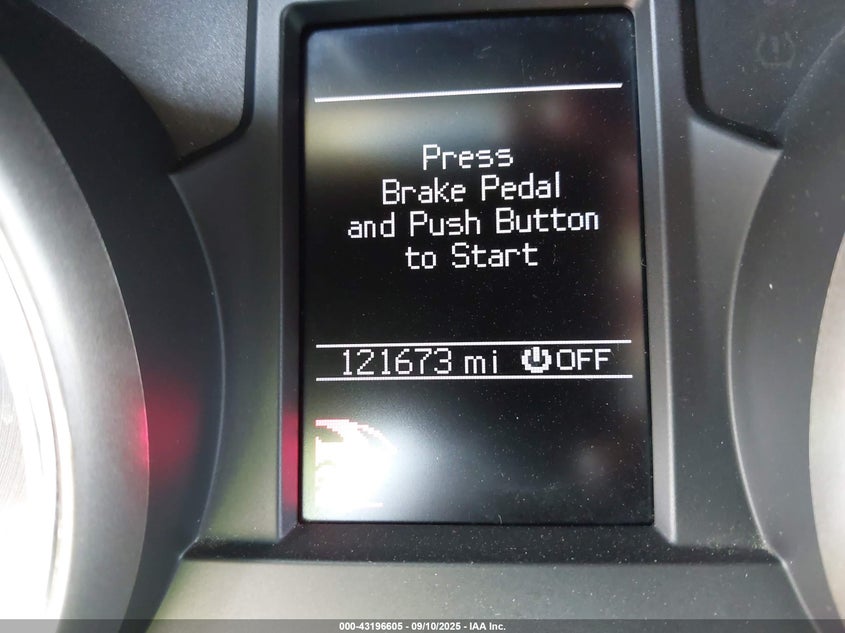 Press
Brake Pedal
and Push Button
to Start
121673 mi OFF
000-43196605 - 09/10/2025 - IAA Inc.